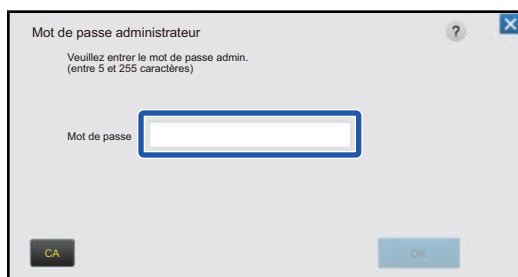 Mot de passe administrateur
?
Veuillez entrer le mot de passe admin.
(entre 5 et 255 caractères)
Mot de passe
CA
OK